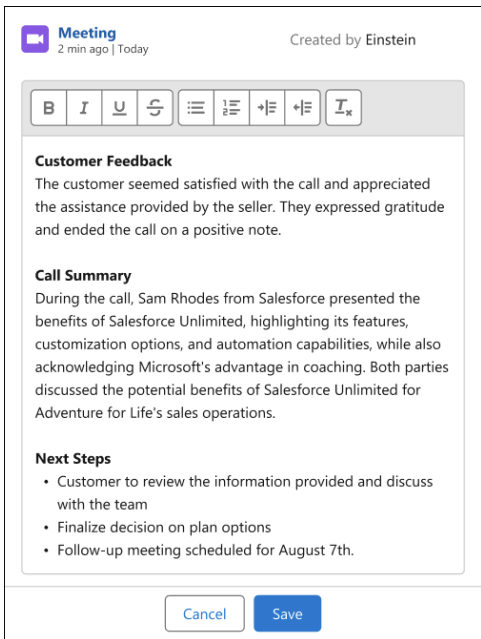 Meeting
2 min ago | Today
Created by Einstein
B I U S
Customer Feedback
The customer seemed satisfied with the call and appreciated
the assistance provided by the seller. They expressed gratitude
and ended the call on a positive note.
Call Summary
During the call, Sam Rhodes from Salesforce presented the
benefits of Salesforce Unlimited, highlighting its features,
customization options, and automation capabilities, while also
acknowledging Microsoft's advantage in coaching. Both parties
discussed the potential benefits of Salesforce Unlimited for
Adventure for Life's sales operations.
Next Steps
• Customer to review the information provided and discuss
with the team
• Finalize decision on plan options
• Follow-up meeting scheduled for August 7th.
Cancel Save